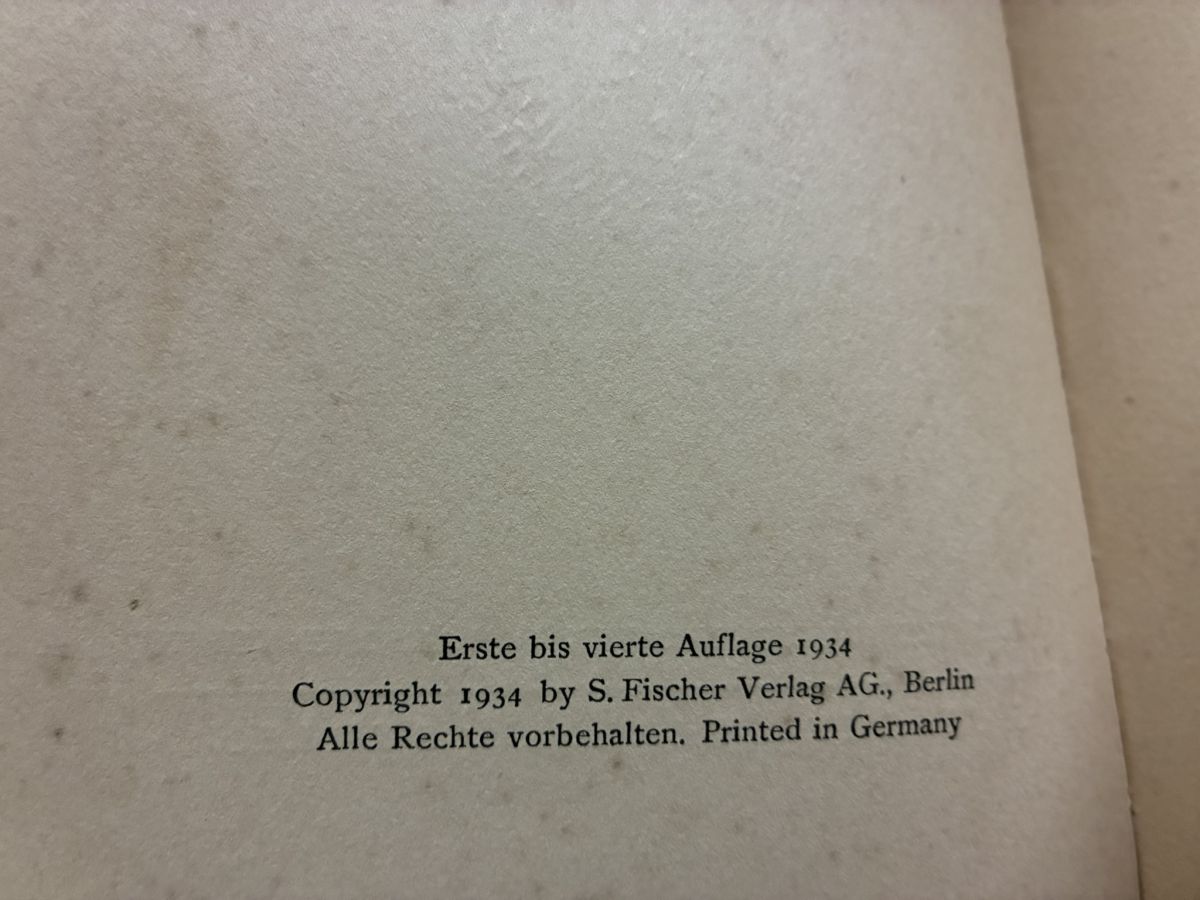 Erste bis vierte Auflage 1934
Copyright 1934 by S. Fischer Verlag AG., Berlin
Alle Rechte vorbehalten. Printed in Germany